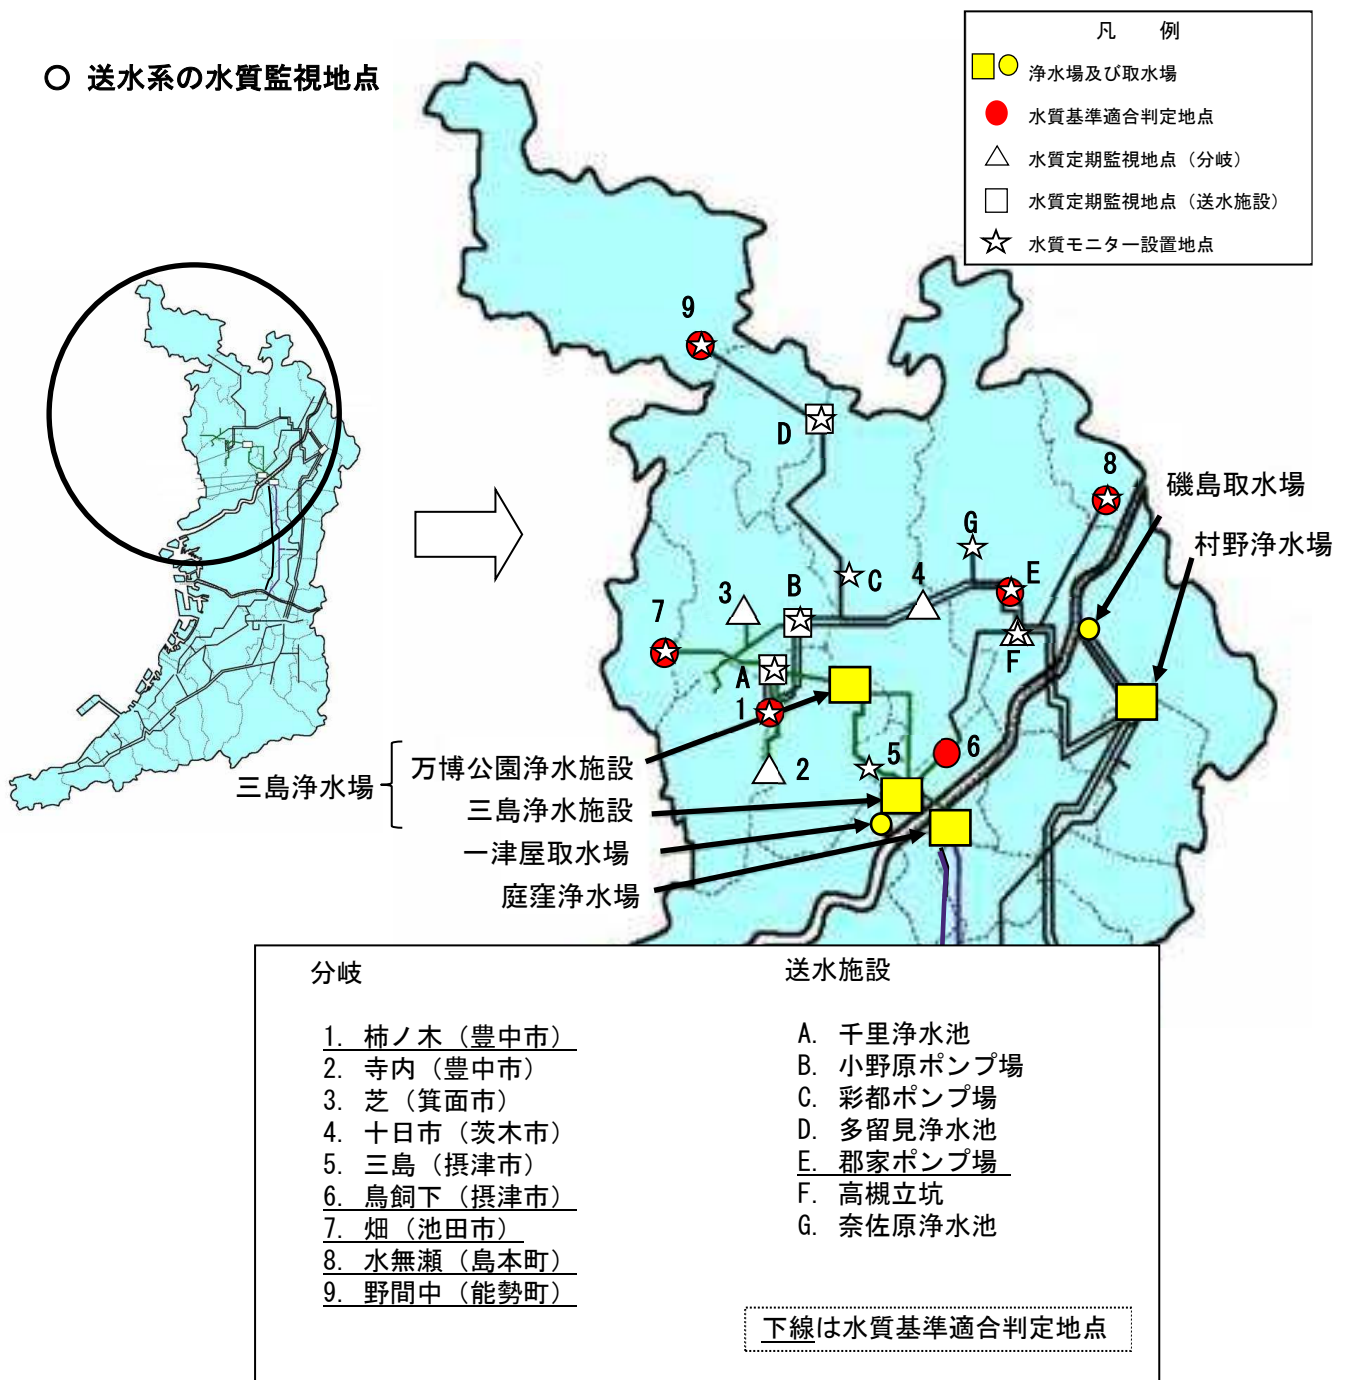 ○ 送水系の水質監視地点
凡　例
浄水場及び取水場
水質基準適合判定地点
水質定期監視地点（分岐）
水質定期監視地点（送水施設）
水質モニター設置地点
9
D
8
磯島取水場
村野浄水場
G
E
C
4
B
3
7
F
A
1
2
5
6
三島浄水場
万博公園浄水施設
三島浄水施設
一津屋取水場
庭窪浄水場
分岐
1. 柿ノ木（豊中市）
2. 寺内（豊中市）
3. 芝（箕面市）
4. 十日市（茨木市）
5. 三島（摂津市）
6. 鳥飼下（摂津市）
7. 畑（池田市）
8. 水無瀬（島本町）
9. 野間中（能勢町）
送水施設
A. 千里浄水池
B. 小野原ポンプ場
C. 彩都ポンプ場
D. 多留見浄水池
E. 郡家ポンプ場
F. 高槻立坑
G. 奈佐原浄水池
下線は水質基準適合判定地点